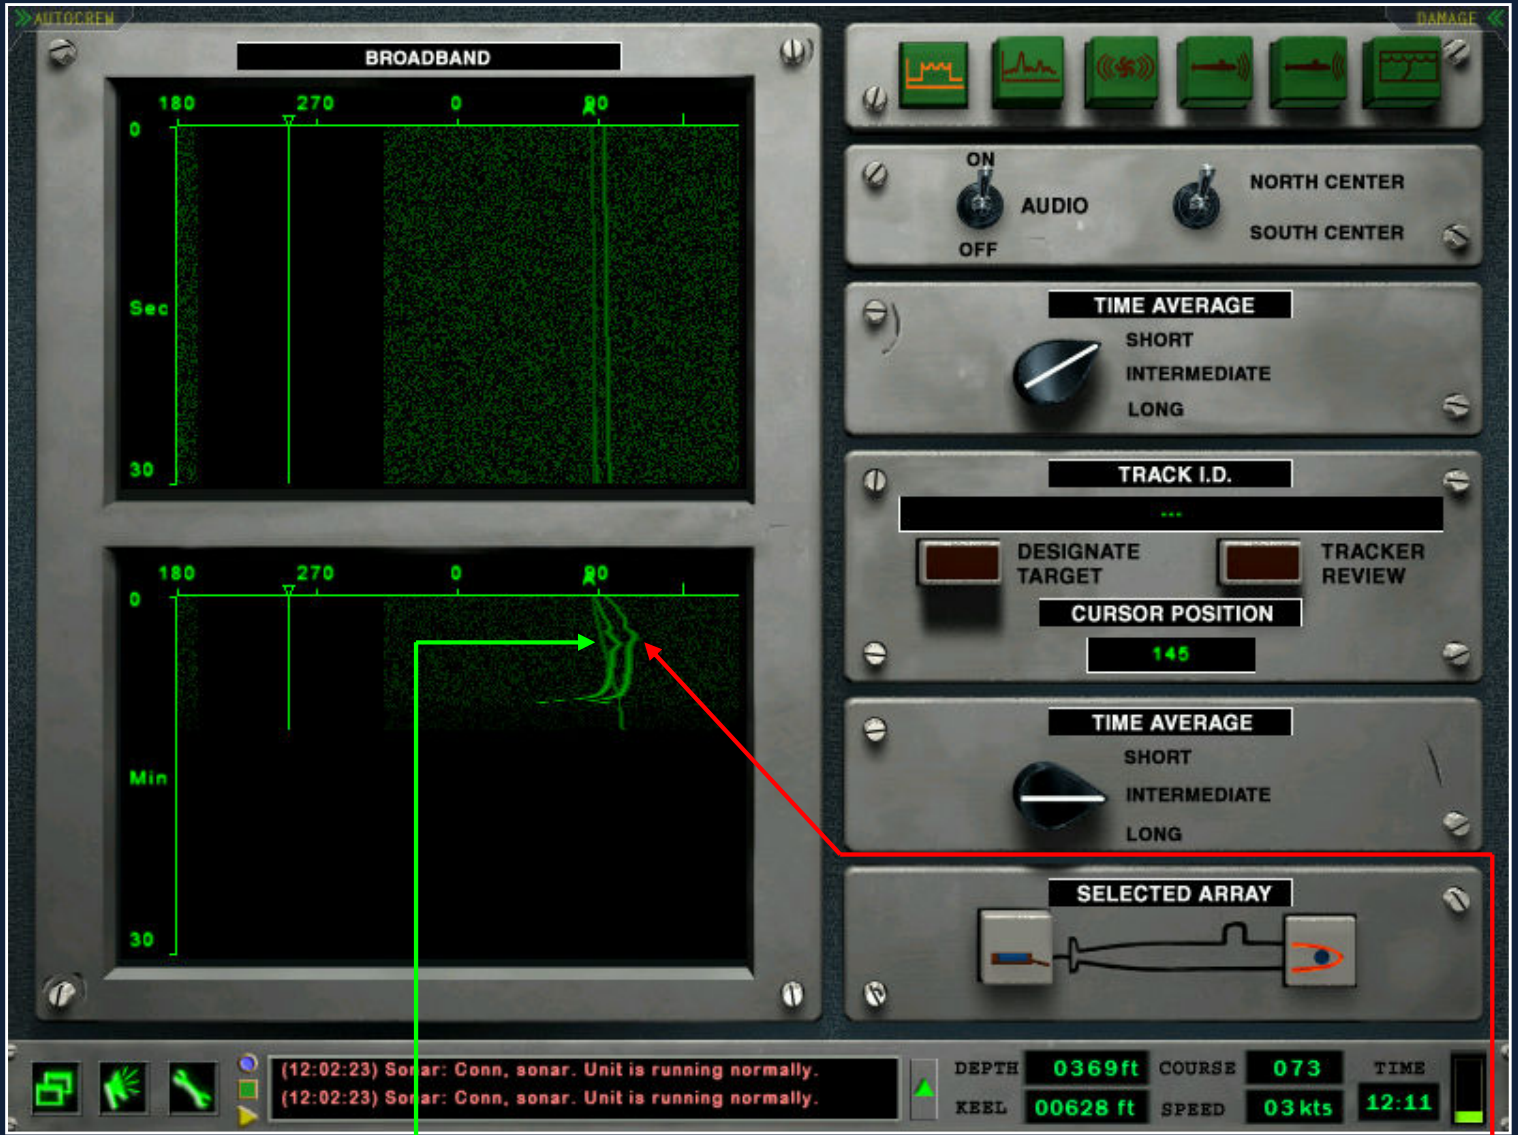 AUTOCREW
DAMAGE
BROADBAND
180 270 0 90
0
Sec
30
180 270 0 90
0
Min
30
ON
AUDIO
OFF
NORTH CENTER
SOUTH CENTER
TIME AVERAGE
SHORT
INTERMEDIATE
LONG
TRACK I.D.
---
DESIGNATE
TARGET
TRACKER
REVIEW
CURSOR POSITION
145
TIME AVERAGE
SHORT
INTERMEDIATE
LONG
SELECTED ARRAY
(12:02:23) Sonar: Conn, sonar. Unit is running normally.
(12:02:23) Sonar: Conn, sonar. Unit is running normally.
DEPTH 0369ft COURSE 073 TIME
KEEL 00628 ft SPEED 03 kts 12:11